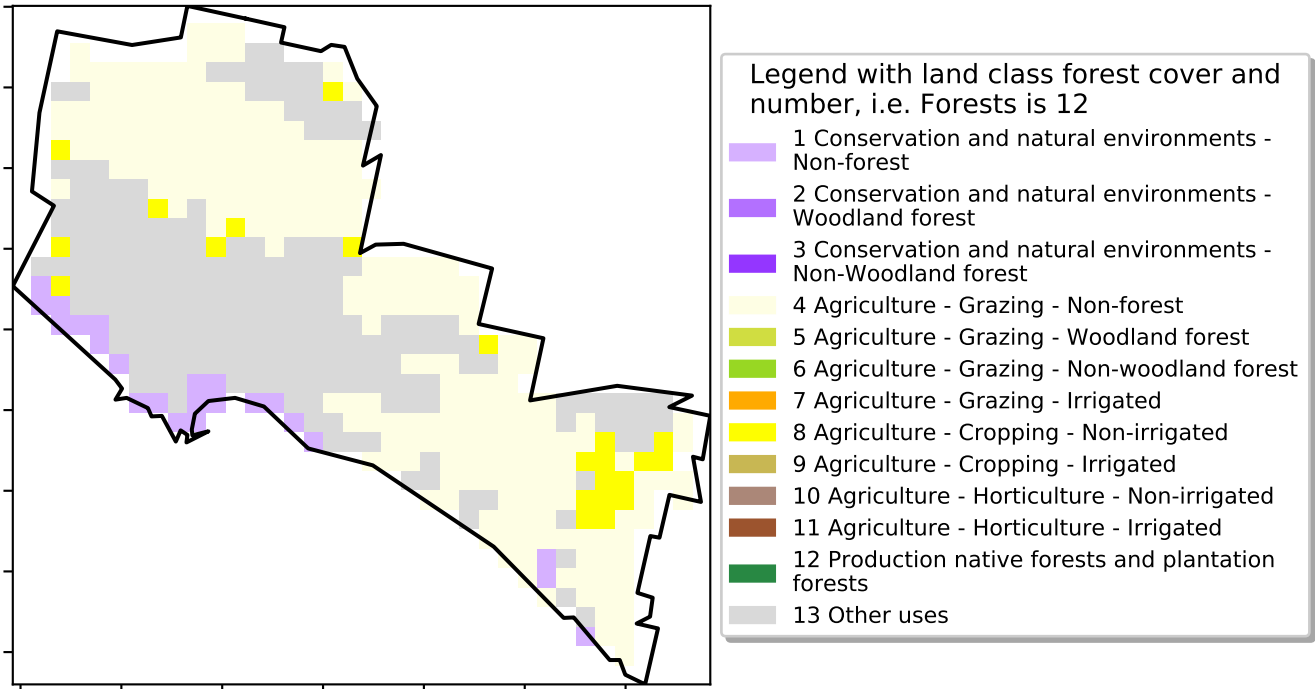 Legend with land class forest cover and
number, i.e. Forests is 12
1 Conservation and natural environments -
Non-forest
2 Conservation and natural environments -
Woodland forest
3 Conservation and natural environments -
Non-Woodland forest
4 Agriculture - Grazing - Non-forest
5 Agriculture - Grazing - Woodland forest
6 Agriculture - Grazing - Non-woodland forest
7 Agriculture - Grazing - Irrigated
8 Agriculture - Cropping - Non-irrigated
9 Agriculture - Cropping - Irrigated
10 Agriculture - Horticulture - Non-irrigated
11 Agriculture - Horticulture - Irrigated
12 Production native forests and plantation
forests
13 Other uses